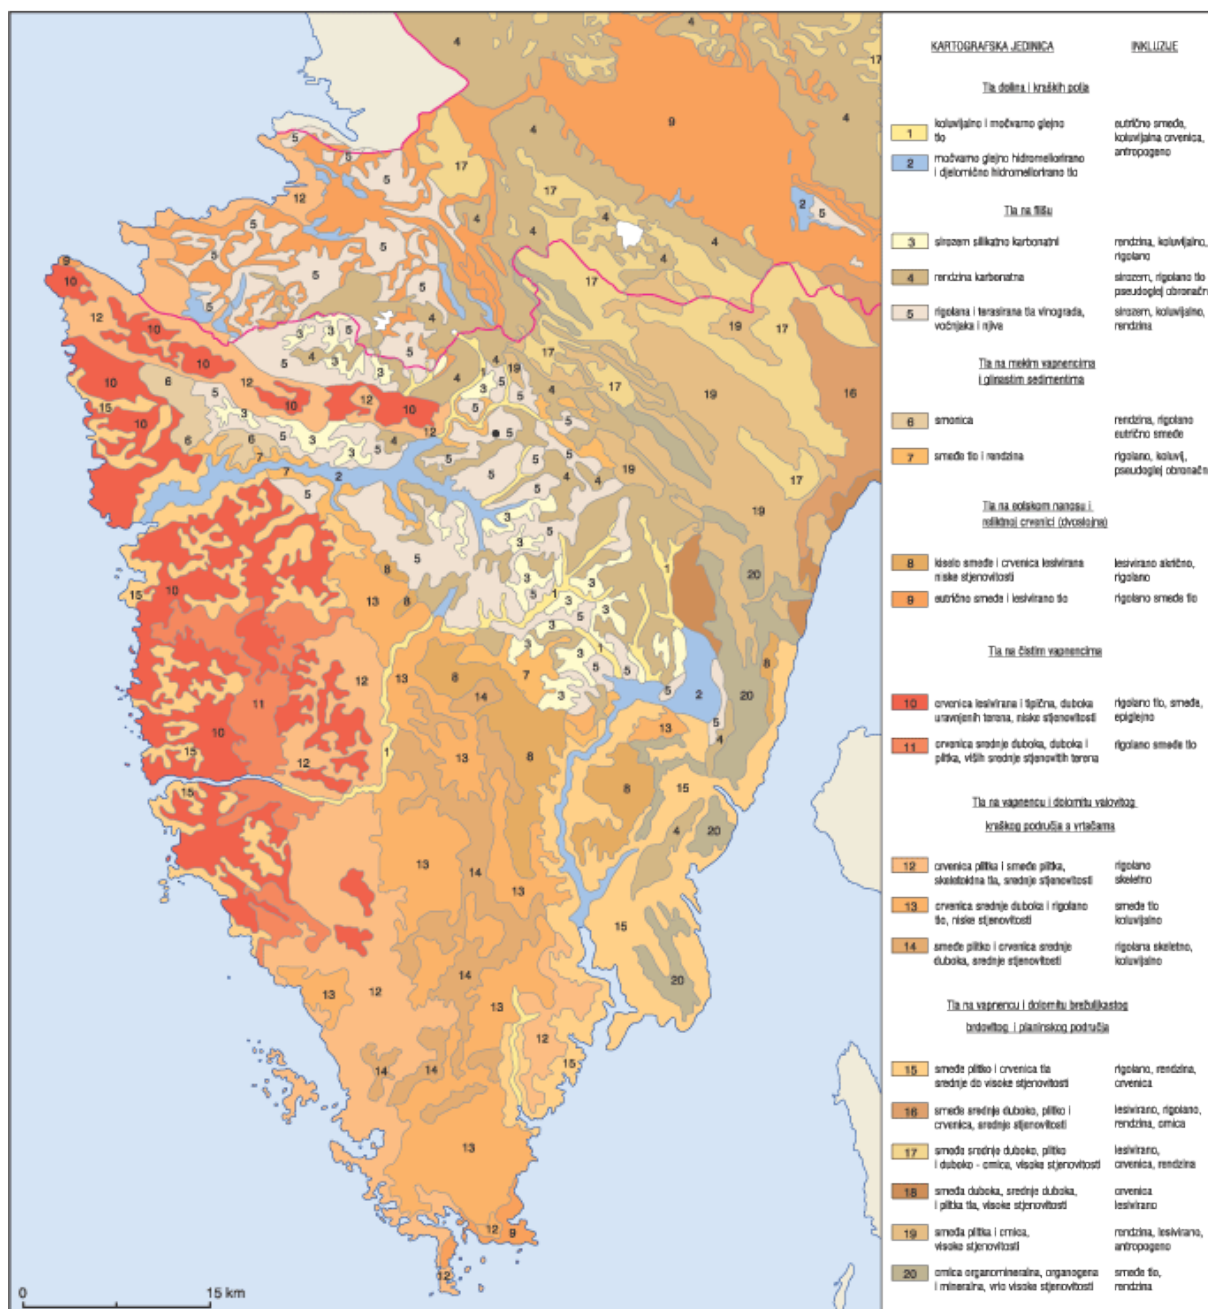 KARTOGRAFSKA JEDINICA INKLUZIJE
Tla dolina i kraških polja
1 koluvijalno i močvarno glejno eutrično smeđe,
tlo koluvijalna crvenica,
antropogeno
2 močvarno glejno hidromeliorirano
i djelomično hidromeliorirano tlo
Tla na flišu
3 sirozem silikatno karbonatni rendzina, koluvijalno,
rigolano
4 rendzina karbonatna sirozem, rigolano tlo
pseudoglej obronačn
5 rigolana i terasirana tla vinograda, sirozem, koluvijalno,
voćnjaka i njiva rendzina
Tla na mekim vapnencima
i glinastim sedimentima
6 smonica rendzina, rigolano
eutrično smeđe
7 smeđe tlo i rendzina rigolano, koluvij,
pseudoglej obronačn
Tla na eolskom nanosu i
reliktnoj crvenici (dvoslojna)
8 kiselo smeđe i crvenica lesivirana lesivirano akrično,
niske stjenovitosti rigolano
9 eutrično smeđe i lesivirano tlo rigolano smeđe tlo
Tla na čistim vapnencima
10 crvenica lesivirana i tipična, duboka rigolano tlo, smeđe,
uravnjenih terena, niske stjenovitosti epiglejno
11 crvenica srednje duboka, duboka i rigolano smeđe tlo
plitka, viših srednje stjenovitih terena
Tla na vapnencu i dolomitu valovitog
kraškog područja s vrtačama
12 crvenica plitka i smeđe plitka, rigolano
skeletoidna tla, srednje stjenovitosti skeletno
13 crvenica srednje duboka i rigolano smeđe tlo
tlo, niske stjenovitosti koluvijalno
14 smeđe plitko i crvenica srednje rigolana skeletno,
duboka, srednje stjenovitosti koluvijalno
Tla na vapnencu i dolomitu brežuljkastog
brdovitog i planinskog područja
15 smeđe plitko i crvenica tla rigolano, rendzina,
srednje do visoke stjenovitosti crvenica
16 smeđe srednje duboko, plitko i lesivirano, rigolano,
crvenica, srednje stjenovitosti rendzina, crnica
17 smeđe srednje duboko, plitko lesivirano,
i duboko - crnica, visoke stjenovitosti crvenica, rendzina
18 smeđa duboka, srednje duboka, crvenica
i plitka tla, visoke stjenovitosti lesivirano
19 smeđa plitka i crnica, rendzina, lesivirano,
visoke stjenovitosti antropogeno
20 crnica organomineralna, organogena smeđe tlo,
i mineralna, vrlo visoke stjenovitosti rendzina
0 15 km